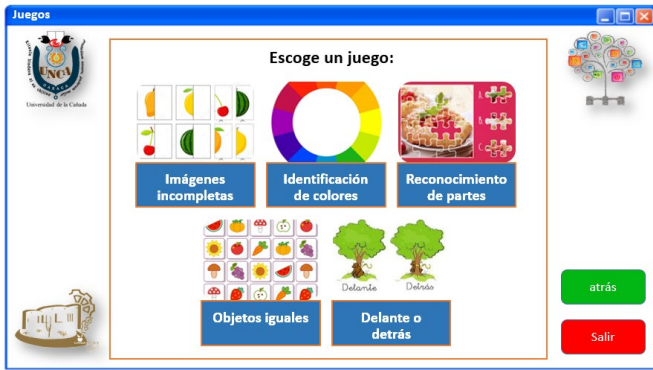 Juegos
UNCA
Universidad de la Cañada
Escoge un juego:
Imágenes
incompletas
Identificación
de colores
Reconocimiento
de partes
Delante
Detrás
Objetos iguales
Delante o
detrás
atrás
Salir